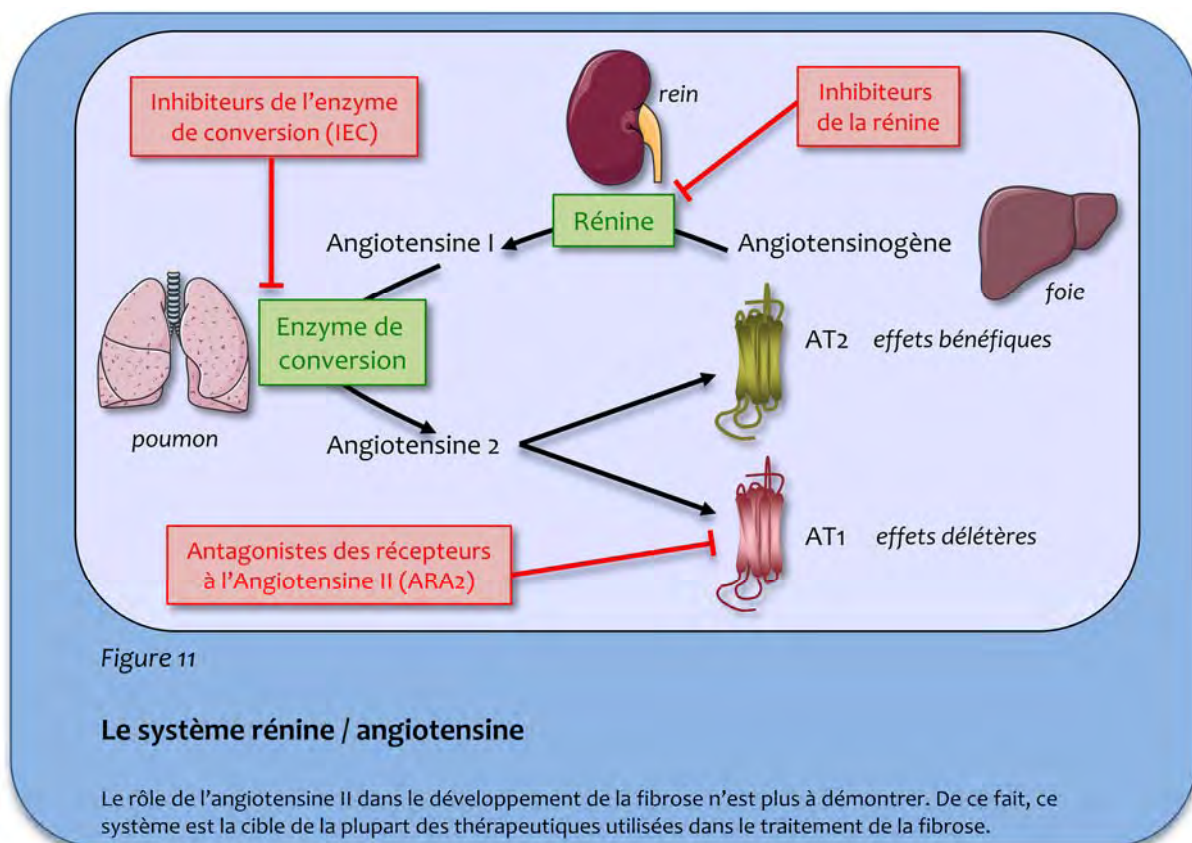 Inhibiteurs de l'enzyme
de conversion (IEC)
rein
Inhibiteurs
de la rénine
Rénine
Angiotensine I
Angiotensinogène
foie
Enzyme de
conversion
poumon
AT2 effets bénéfiques
Angiotensine 2
AT1 effets délétères
Antagonistes des récepteurs
à l'Angiotensine II (ARA2)
Figure 11
Le système rénine / angiotensine
Le rôle de l'angiotensine II dans le développement de la fibrose n'est plus à démontrer. De ce fait, ce
système est la cible de la plupart des thérapeutiques utilisées dans le traitement de la fibrose.